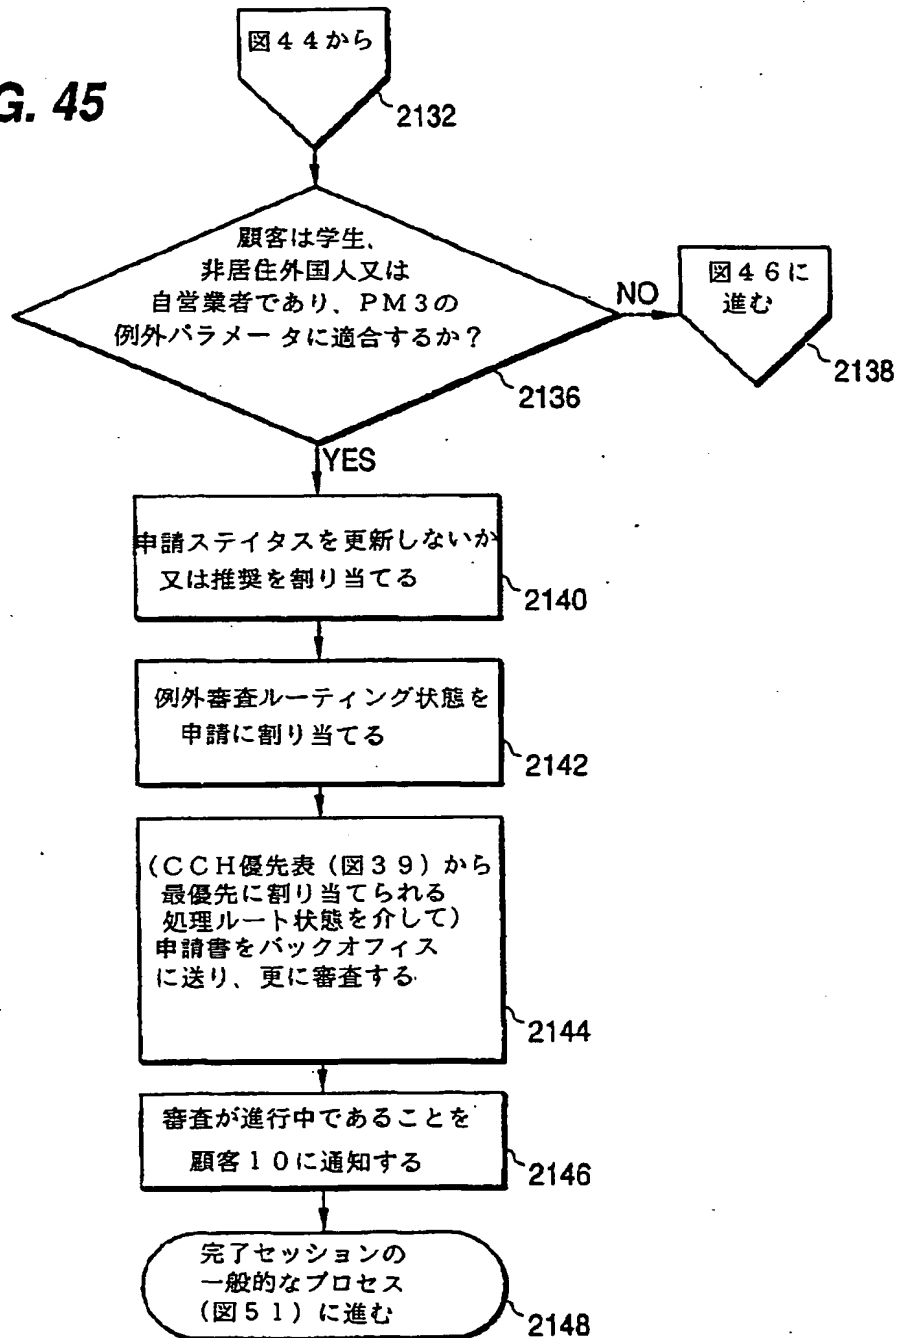 図44から
G. 45
2132
顧客は学生、
非居住外国人又は
自営業者であり、PM3の
例外パラメータに適合するか？
NO
図46に
進む
2138
2136
YES
申請ステイタスを更新しないか
又は推奨を割り当てる
2140
例外審査ルーティング状態を
申請に割り当てる
2142
(CCH優先表(図39)から
最優先に割り当てられる
処理ルート状態を介して)
申請書をバックオフィス
に送り、更に審査する
2144
審査が進行中であることを
顧客10に通知する
2146
完了セッションの
一般的なプロセス
(図51)に進む
2148